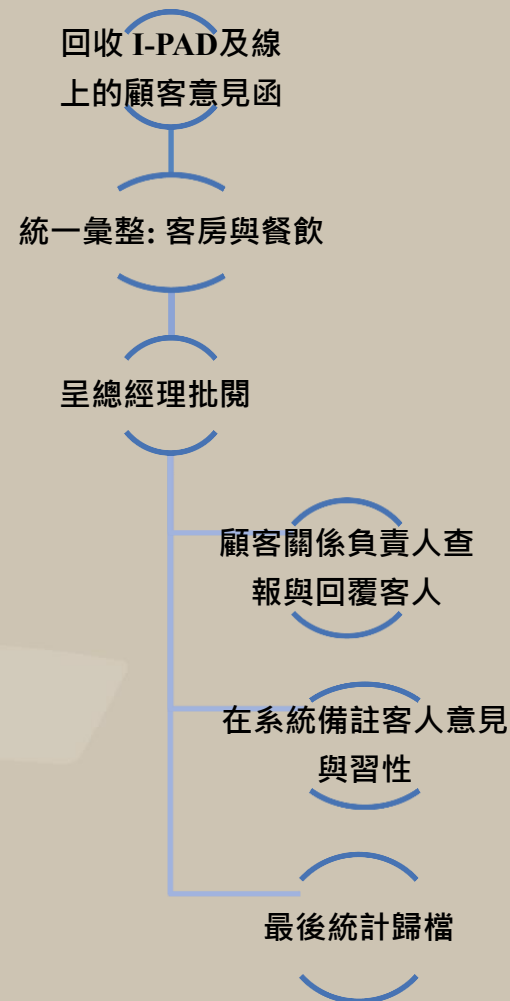 回收 I-PAD及線
上的顧客意見函
統一彙整: 客房與餐飲
呈總經理批閱
顧客關係負責人查
報與回覆客人
在系統備註客人意見
與習性
最後統計歸檔